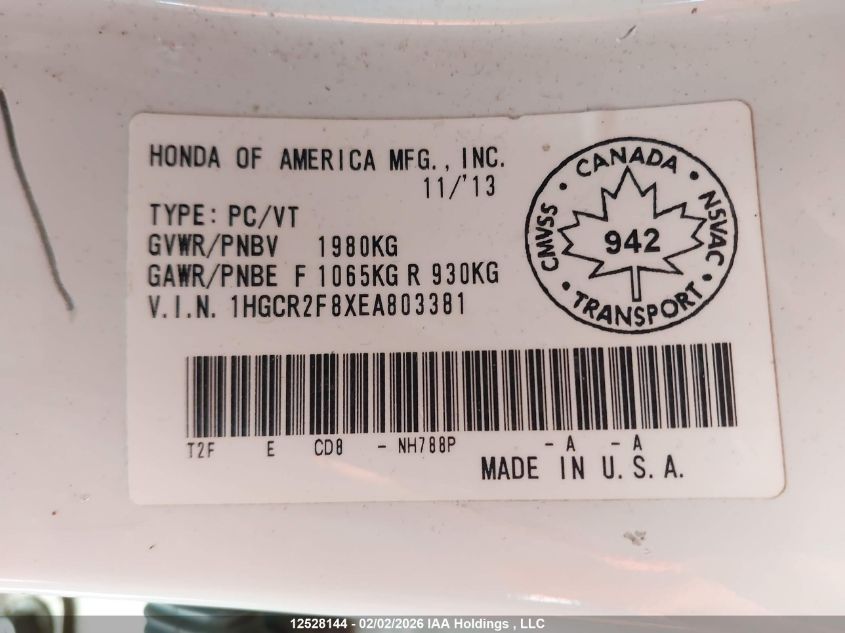 HONDA OF AMERICA MFG., INC.
11/'13
TYPE: PC/VT
GVWR/PNBV 1980KG
GAWR/PNBE F 1065KG R 930KG
V.I.N. 1HGCR2F8XEA803381
CANADA
CMVSS
942
NSVAC
TRANSPORT
T2F E CD8 - NH788P - A - A
MADE IN U.S.A.
12528144 - 02/02/2026 IAA Holdings , LLC